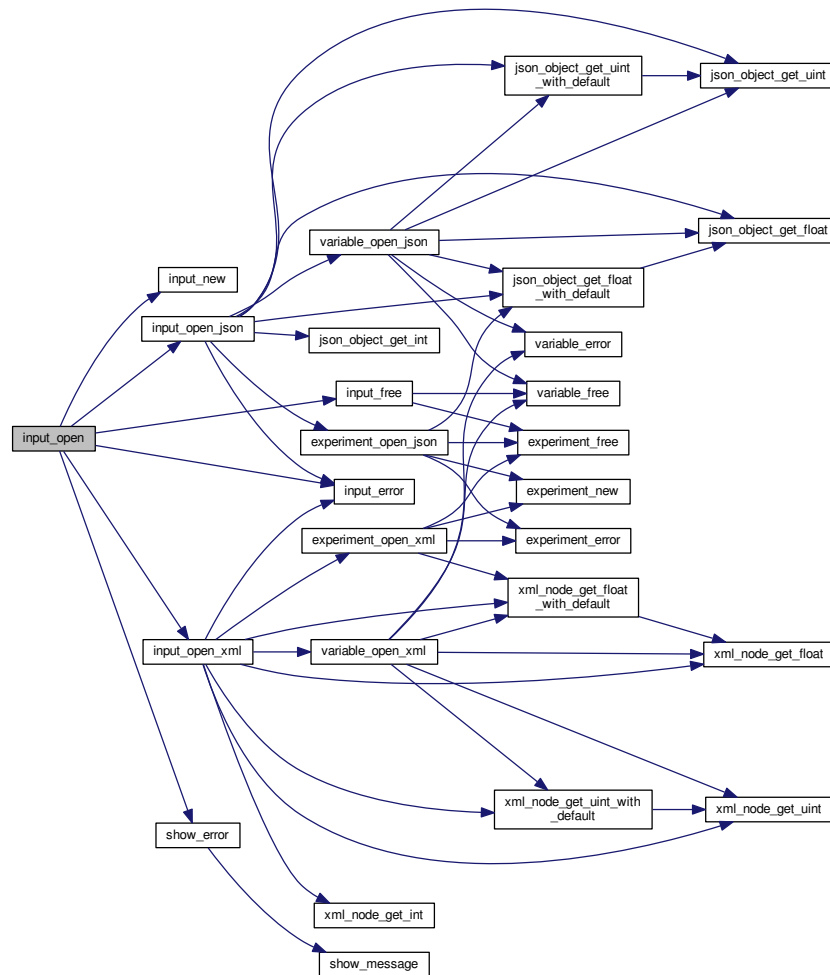 json_object_get_uint
_with_default
json_object_get_uint
json_object_get_float
variable_open_json
input_new
json_object_get_float
_with_default
input_open_json
json_object_get_int
variable_error
input_free
variable_free
input_open
experiment_open_json
experiment_free
input_error
experiment_new
experiment_open_xml
experiment_error
xml_node_get_float
_with_default
input_open_xml
variable_open_xml
xml_node_get_float
xml_node_get_uint_with
_default
xml_node_get_uint
show_error
xml_node_get_int
show_message